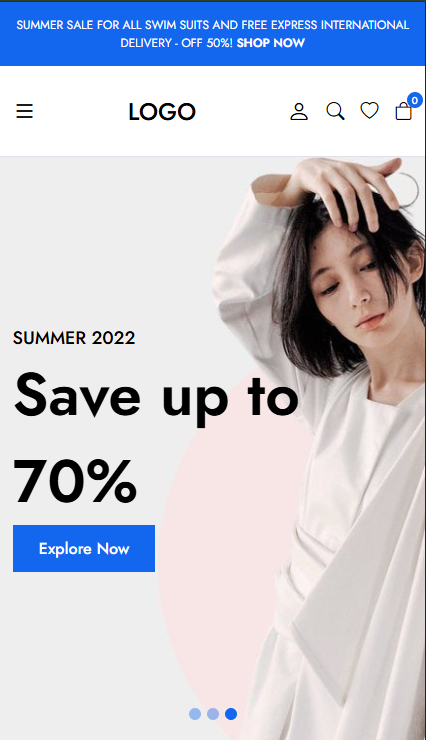 SUMMER SALE FOR ALL SWIM SUITS AND FREE EXPRESS INTERNATIONAL
DELIVERY - OFF 50%! SHOP NOW
LOGO
0
SUMMER 2022
Save up to
70%
Explore Now